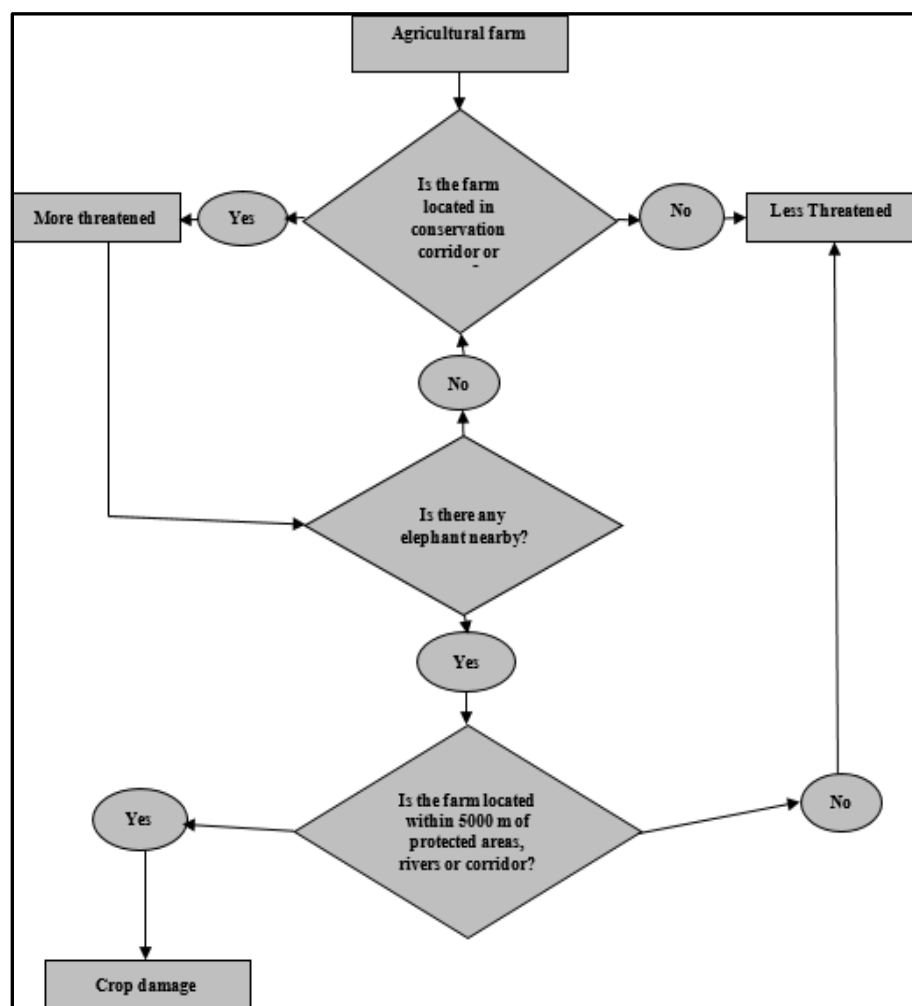 Agricultural farm
Is the farm
located in
conservation
corridor or
More threatened
Yes
No
Less Threatened
No
Is there any
elephant nearby?
Yes
Is the farm located
within 5000 m of
protected areas,
rivers or corridor?
Yes
No
Crop damage